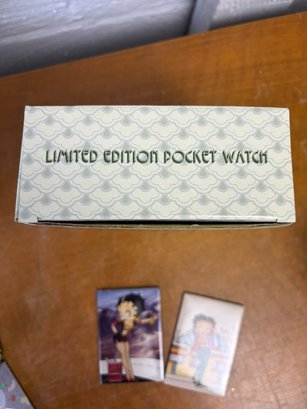 LIMITED EDITION POCKET WATCH